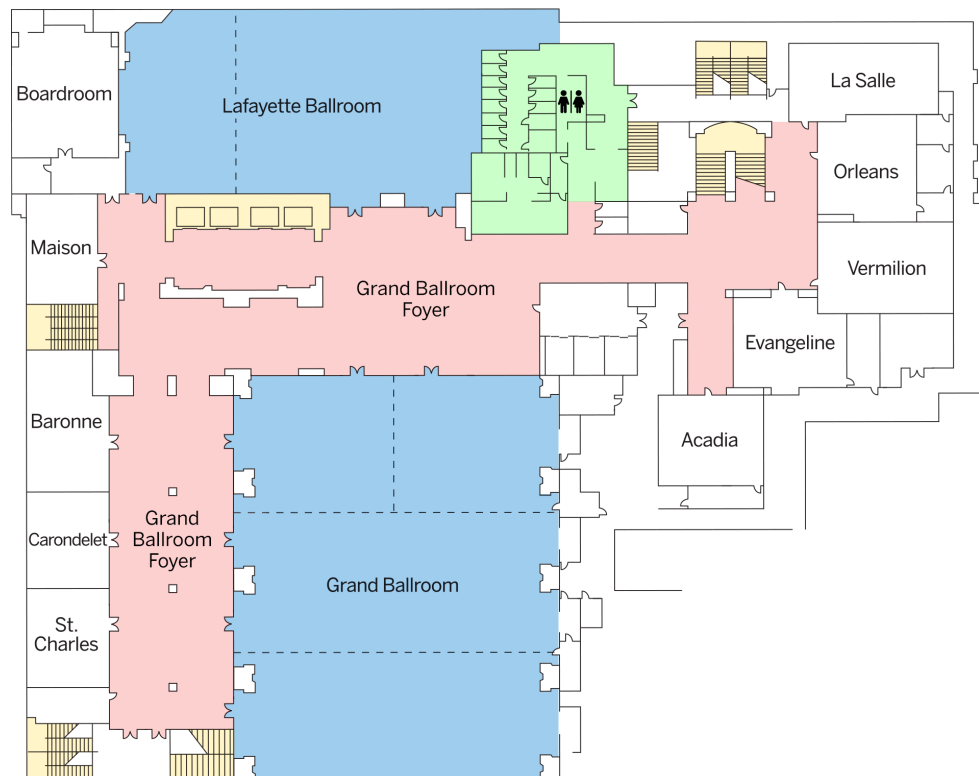 La Salle
Boardroom
Lafayette Ballroom
Orleans
Maison
Vermilion
Grand Ballroom
Foyer
Evangeline
Baronne
Acadia
Carondelet
Grand
Ballroom
Foyer
Grand Ballroom
St.
Charles